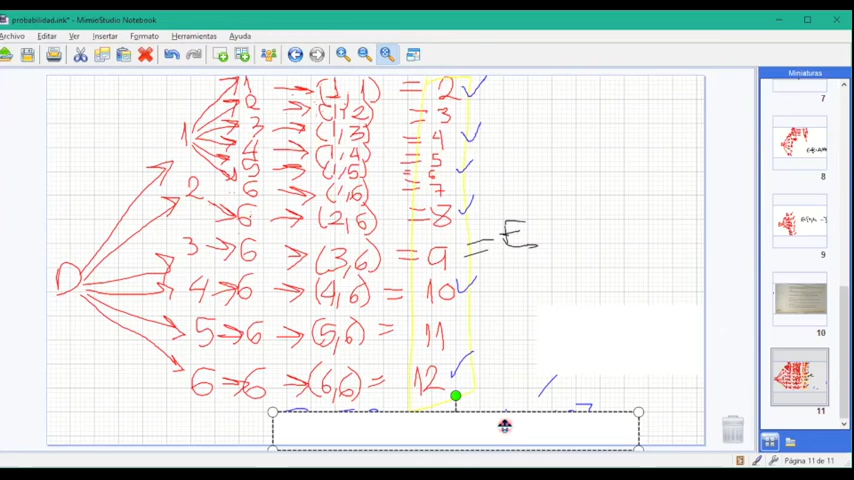 probabilidad.ink* - MimioStudio Notebook
Archivo Editar Ver Insertar Formato Herramientas Ayuda
Miniaturas
7
8
9
10
11
1 → (1,1) = 2 ✓
2 → (1,2) = 3
1 3 → (1,3) = 4 ✓
4 → (1,4) = 5
5 → (1,5) = 6 ✓
6 → (1,6) = 7
2 → 6 → (2,6) = 8 ✓
3 → 6 → (3,6) = 9 = E
D
4 → 6 → (4,6) = 10 ✓
5 → 6 → (5,6) = 11
6 → 6 → (6,6) = 12 ✓
Página 11 de 11